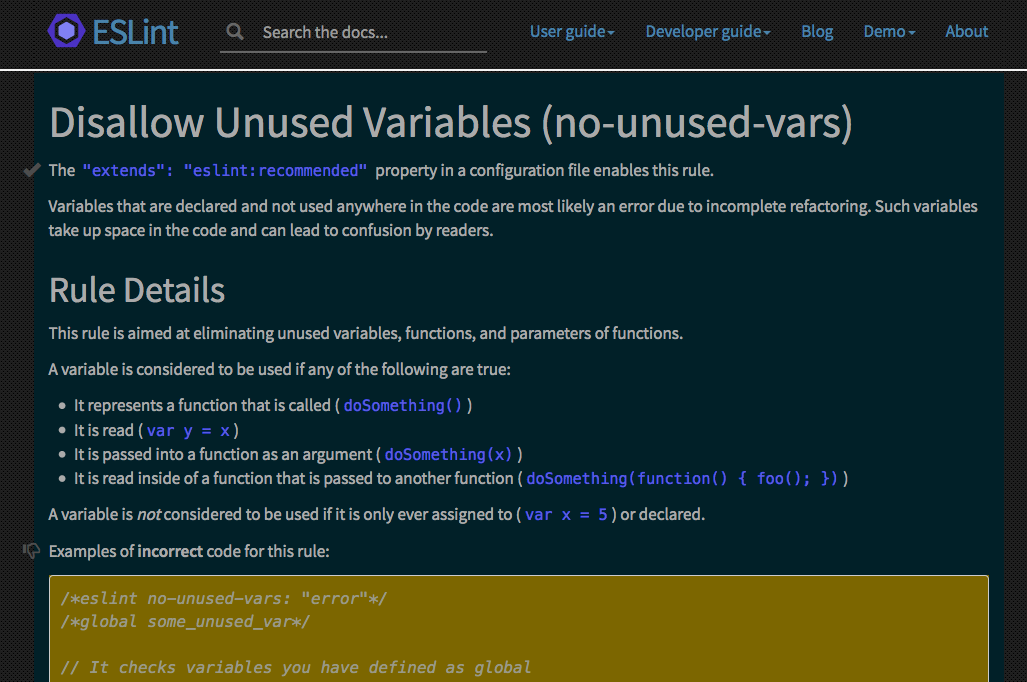 ESLint
Search the docs...
User guide
Developer guide
Blog
Demo
About
Disallow Unused Variables (no-unused-vars)
The "extends": "eslint:recommended" property in a configuration file enables this rule.
Variables that are declared and not used anywhere in the code are most likely an error due to incomplete refactoring. Such variables
take up space in the code and can lead to confusion by readers.
Rule Details
This rule is aimed at eliminating unused variables, functions, and parameters of functions.
A variable is considered to be used if any of the following are true:
• It represents a function that is called ( doSomething() )
• It is read ( var y = x )
• It is passed into a function as an argument ( doSomething(x) )
• It is read inside of a function that is passed to another function ( doSomething(function() { foo(); }) )
A variable is not considered to be used if it is only ever assigned to ( var x = 5 ) or declared.
Examples of incorrect code for this rule:
/*eslint no-unused-vars: "error"*/
/*global some_unused_var*/
// It checks variables you have defined as global